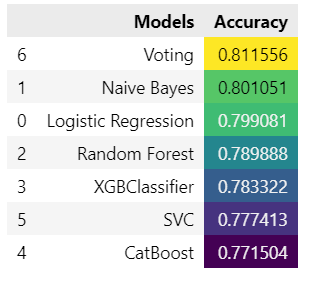 Models Accuracy
6 Voting 0.811556
1 Naive Bayes 0.801051
0 Logistic Regression 0.799081
2 Random Forest 0.789888
3 XGBClassifier 0.783322
5 SVC 0.777413
4 CatBoost 0.771504